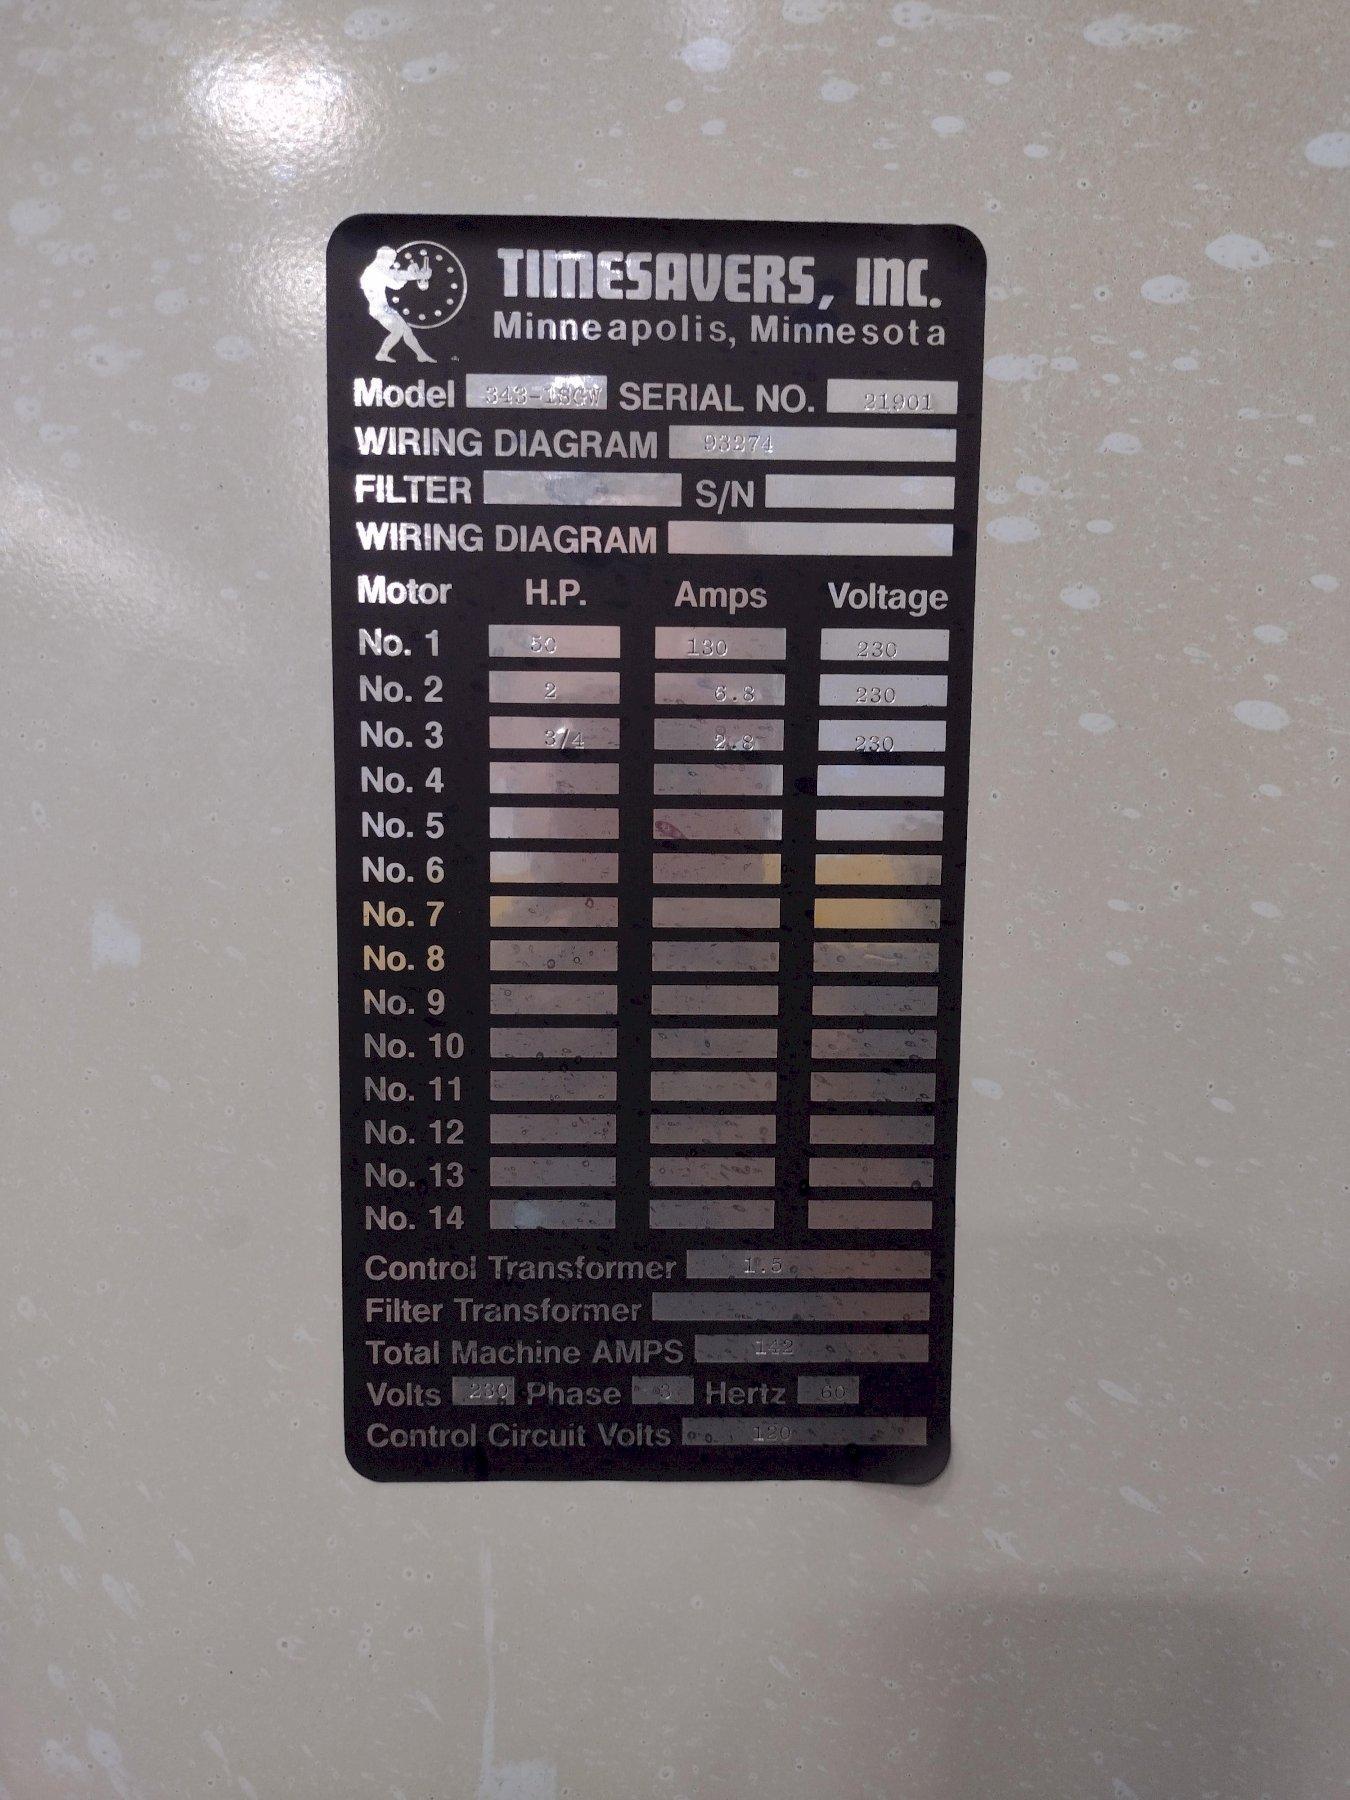 TIMESAVERS, INC.
Minneapolis, Minnesota
Model 343-1SGW SERIAL NO. 21901
WIRING DIAGRAM 93274
FILTER S/N
WIRING DIAGRAM
Motor H.P. Amps Voltage
No. 1 50 130 230
No. 2 2 6.8 230
No. 3 3/4 2.8 230
No. 4
No. 5
No. 6
No. 7
No. 8
No. 9
No. 10
No. 11
No. 12
No. 13
No. 14
Control Transformer 1.5
Filter Transformer
Total Machine AMPS 142
Volts 230 Phase 3 Hertz 60
Control Circuit Volts 120